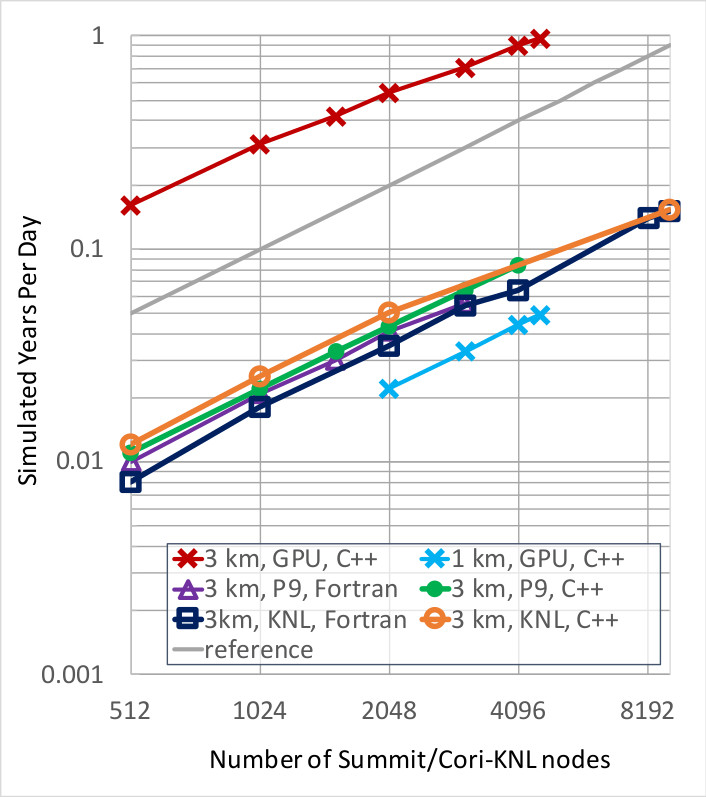 1
0.1
0.01
0.001
Simulated Years Per Day
3 km, GPU, C++ 1 km, GPU, C++
3 km, P9, Fortran 3 km, P9, C++
3km, KNL, Fortran 3 km, KNL, C++
reference
512 1024 2048 4096 8192
Number of Summit/Cori-KNL nodes